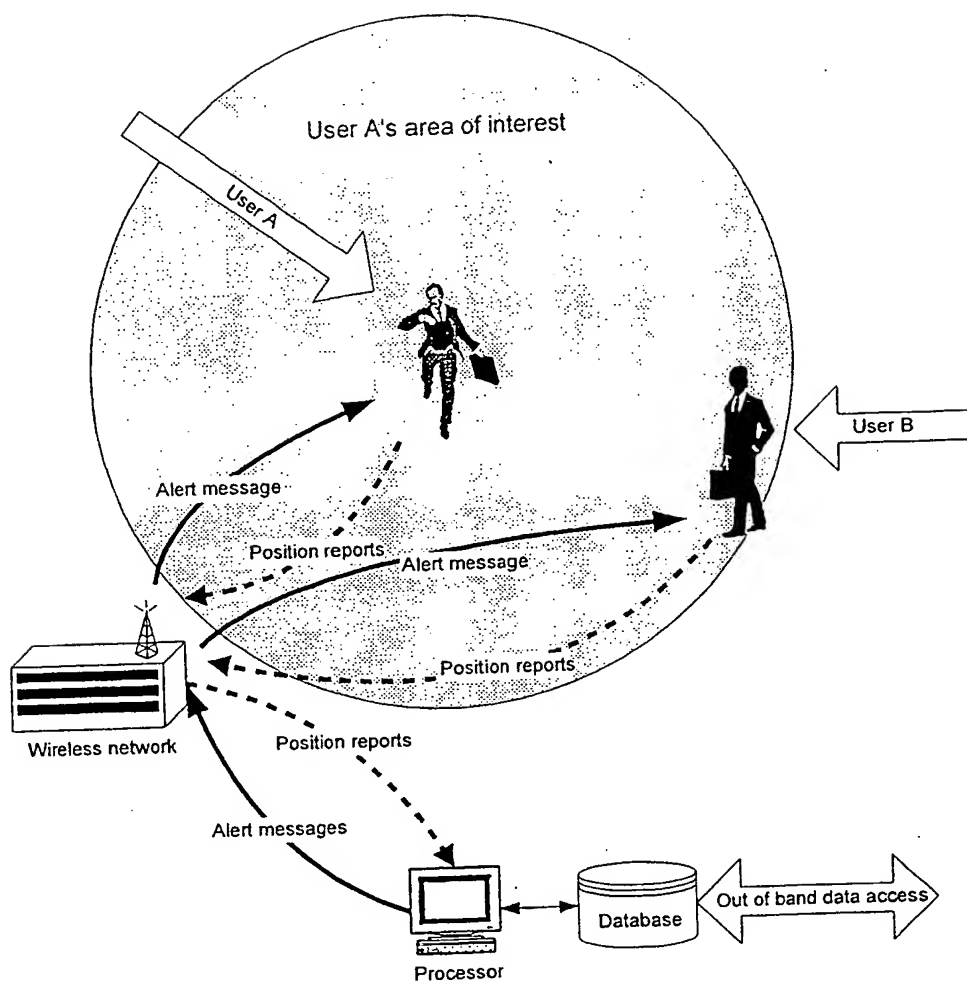 User A's area of interest
User A
User B
Alert message
Position reports
Alert message
Position reports
Wireless network
Position reports
Alert messages
Out of band data access
Database
Processor